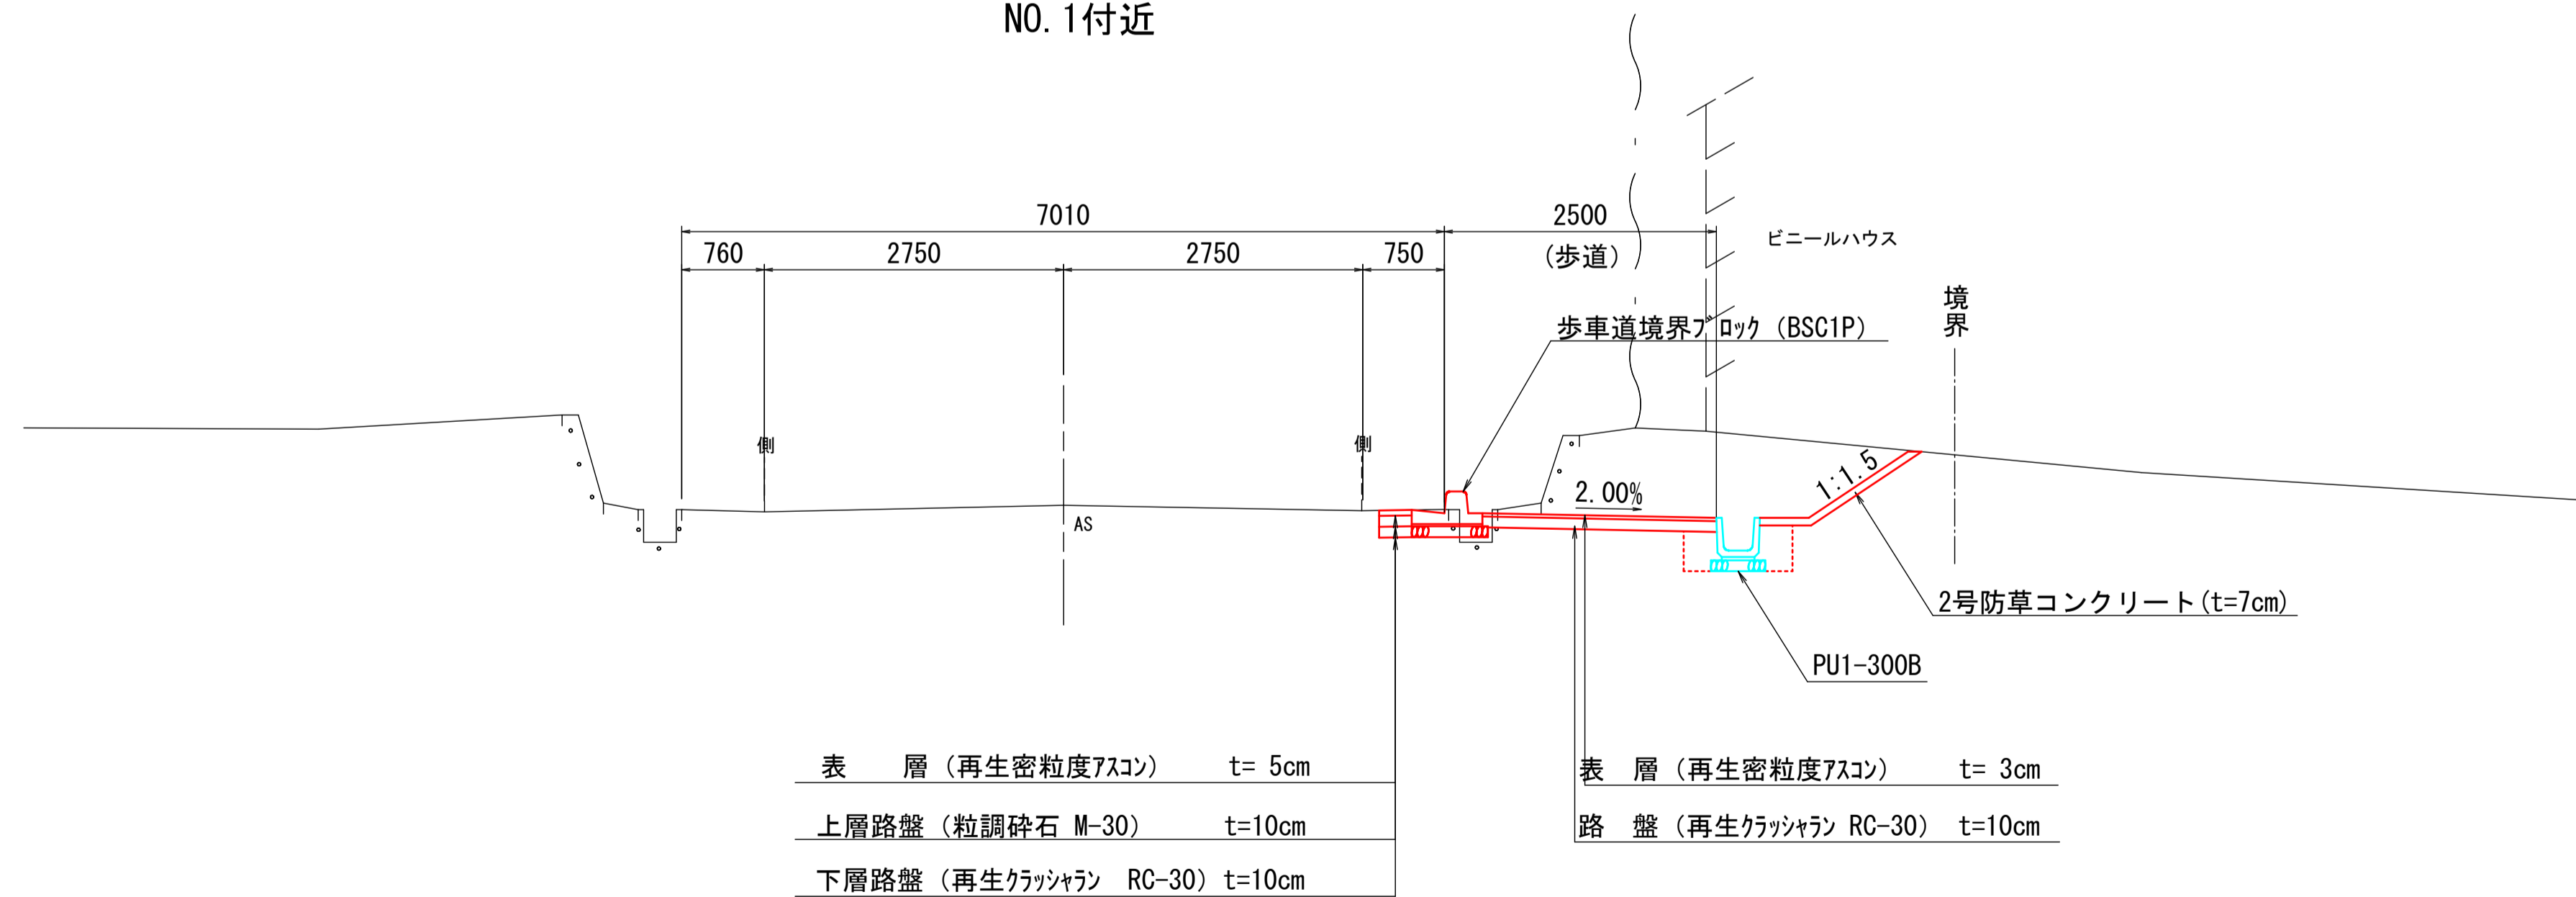 NO.1付近
7010
2500
760
2750
2750
750
(歩道)
ビニールハウス
境界
歩車道境界ﾌﾞﾛｯｸ (BSC1P)
側
側
AS
2.00%
1:1.5
2号防草コンクリート(t=7cm)
PU1-300B
表　　層 (再生密粒度ｱｽｺﾝ)　　t= 5cm
上層路盤 (粒調砕石 M-30)　　t=10cm
下層路盤 (再生ｸﾗｯｼｬﾗﾝ　RC-30) t=10cm
表　層 (再生密粒度ｱｽｺﾝ)　　t= 3cm
路　盤 (再生ｸﾗｯｼｬﾗﾝ RC-30)　t=10cm